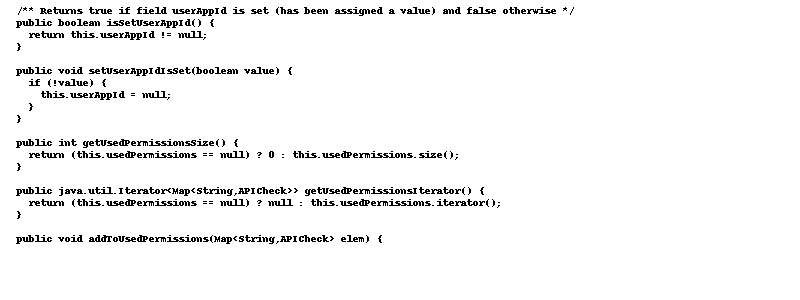 /** Returns true if field userAppId is set (has been assigned a value) and false otherwise */
public boolean isSetUserAppId() {
return this.userAppId != null;
}
public void setUserAppIdIsSet(boolean value) {
if (!value) {
this.userAppId = null;
}
}
public int getUsedPermissionsSize() {
return (this.usedPermissions == null) ? 0 : this.usedPermissions.size();
}
public java.util.Iterator<Map<String,APICheck>> getUsedPermissionsIterator() {
return (this.usedPermissions == null) ? null : this.usedPermissions.iterator();
}
public void addToUsedPermissions(Map<String,APICheck> elem) {